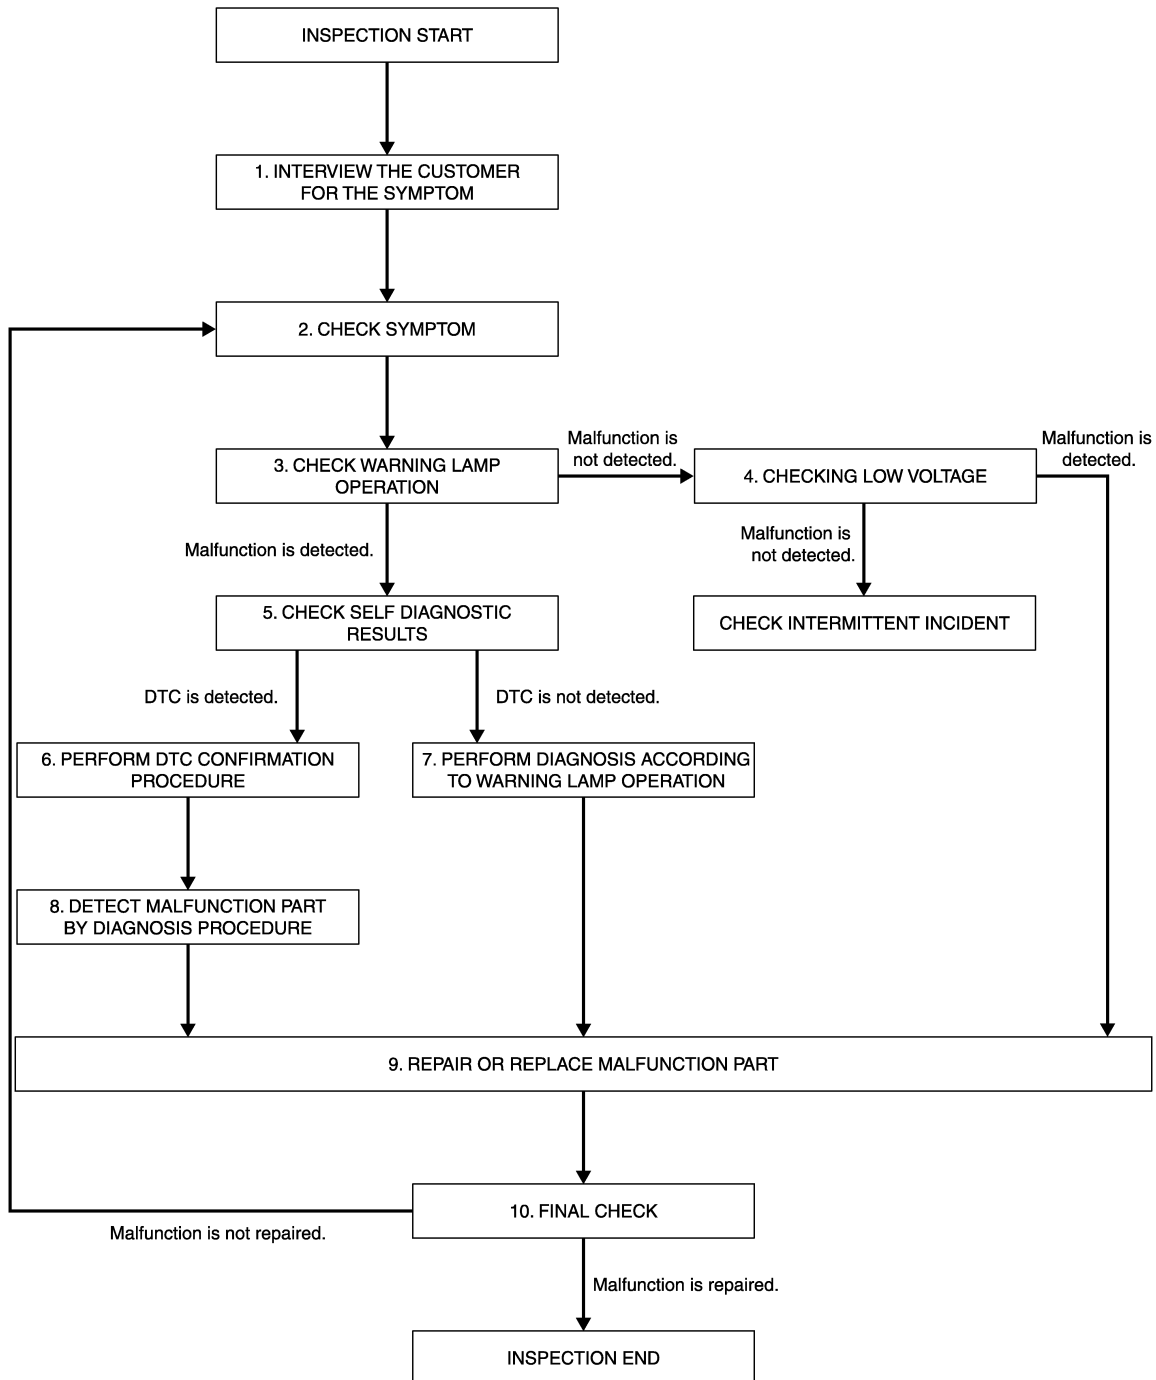 INSPECTION START
1. INTERVIEW THE CUSTOMER
FOR THE SYMPTOM
2. CHECK SYMPTOM
3. CHECK WARNING LAMP
OPERATION
Malfunction is
not detected.
4. CHECKING LOW VOLTAGE
Malfunction is
detected.
Malfunction is detected.
Malfunction is
not detected.
5. CHECK SELF DIAGNOSTIC
RESULTS
CHECK INTERMITTENT INCIDENT
DTC is detected.
DTC is not detected.
6. PERFORM DTC CONFIRMATION
PROCEDURE
7. PERFORM DIAGNOSIS ACCORDING
TO WARNING LAMP OPERATION
8. DETECT MALFUNCTION PART
BY DIAGNOSIS PROCEDURE
9. REPAIR OR REPLACE MALFUNCTION PART
10. FINAL CHECK
Malfunction is not repaired.
Malfunction is repaired.
INSPECTION END